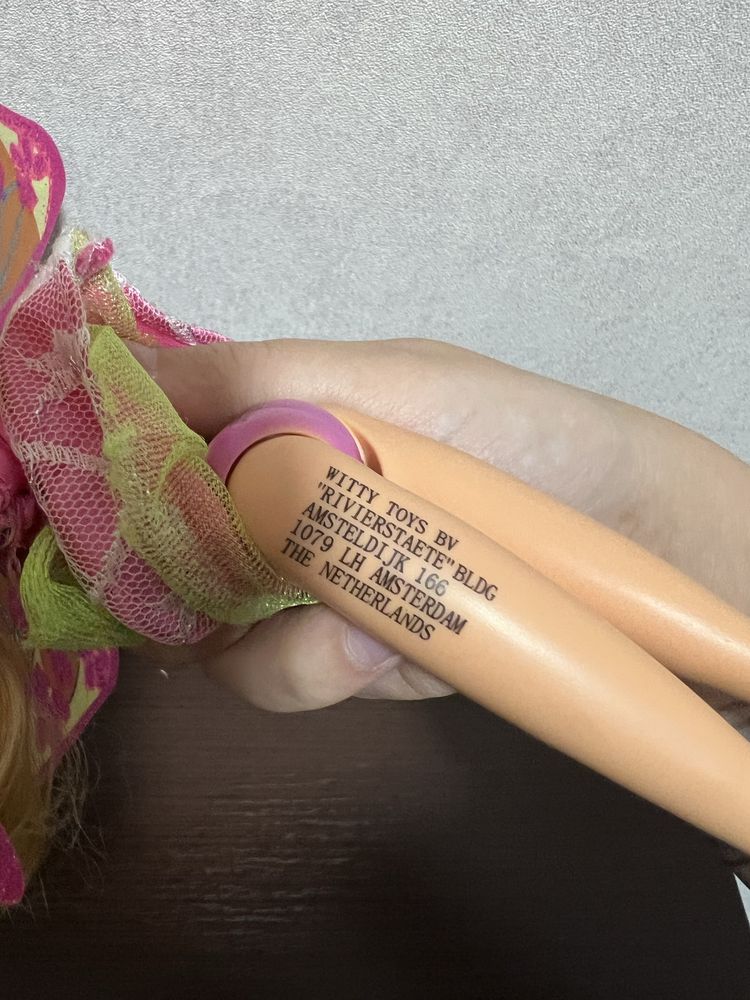 WITTY TOYS BV
"RIVIERSTAETE" BLDG
AMSTELDIJK 166
1079 LH AMSTERDAM
THE NETHERLANDS